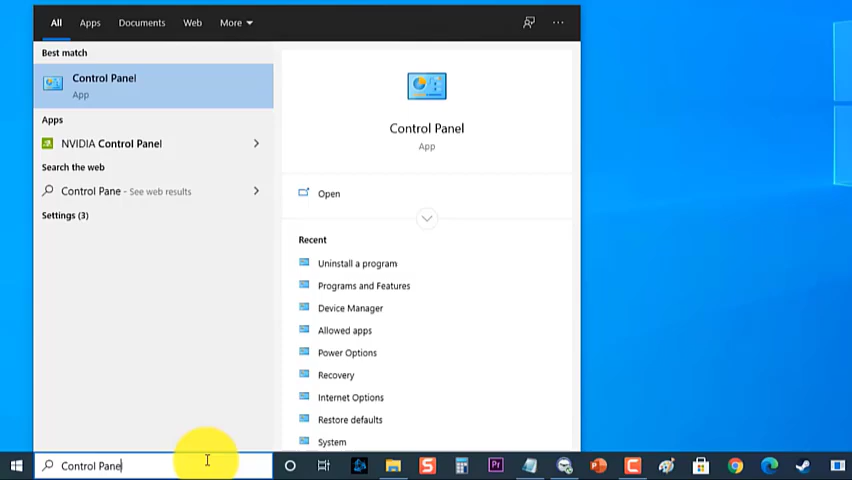 All Apps Documents Web More
Best match
Control Panel
App
Apps
NVIDIA Control Panel
Search the web
Control Pane - See web results
Settings (3)
Control Panel
App
Open
Recent
Uninstall a program
Programs and Features
Device Manager
Allowed apps
Power Options
Recovery
Internet Options
Restore defaults
System
Control Pane